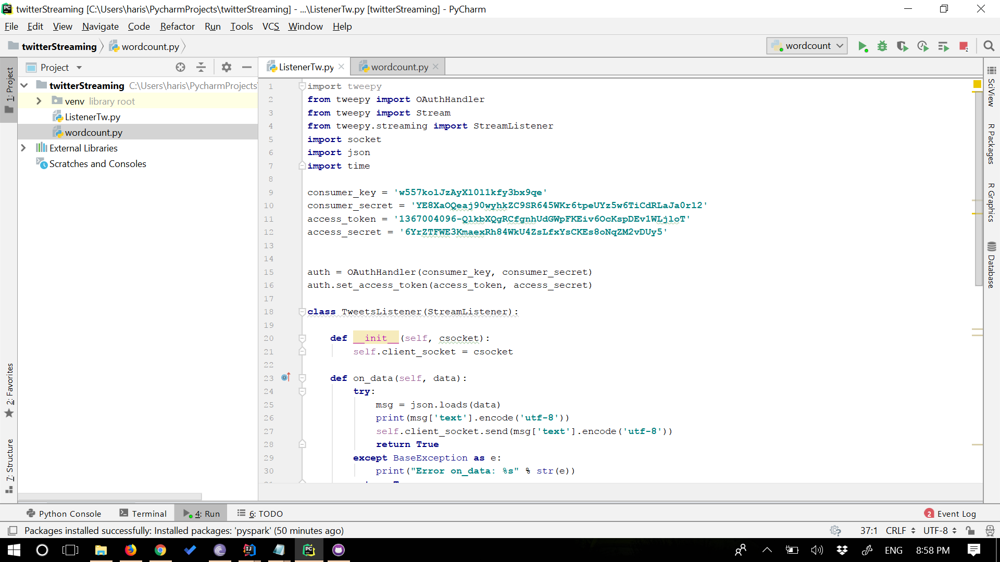 twitterStreaming [C:\Users\haris\PycharmProjects\twitterStreaming] - ...\ListenerTw.py [twitterStreaming] - PyCharm
File Edit View Navigate Code Refactor Run Tools VCS Window Help
twitterStreaming wordcount.py wordcount
Project
ListenerTw.py wordcount.py
twitterStreaming C:\Users\haris\PycharmProjects\
venv library root
ListenerTw.py
wordcount.py
External Libraries
Scratches and Consoles
1: Project
2: Favorites
7: Structure
1 import tweepy
2 from tweepy import OAuthHandler
3 from tweepy import Stream
4 from tweepy.streaming import StreamListener
5 import socket
6 import json
7 import time
8
9 consumer_key =
10 consumer_secret =
11 access_token =
12 access_secret =
13
14
15 auth = OAuthHandler(consumer_key, consumer_secret)
16 auth.set_access_token(access_token, access_secret)
17
18 class TweetsListener(StreamListener):
19
20 def __init__(self, csocket):
21 self.client_socket = csocket
22
23 def on_data(self, data):
24 try:
25 msg = json.loads(data)
26 print(msg['text'].encode('utf-8'))
27 self.client_socket.send(msg['text'].encode('utf-8'))
28 return True
29 except BaseException as e:
30 print("Error on_data: %s" % str(e))
SciView
R Packages
R Graphics
Database
Python Console Terminal 4: Run 6: TODO 2 Event Log
Packages installed successfully: Installed packages: 'pyspark' (50 minutes ago) 37:1 CRLF UTF-8
ENG 8:58 PM